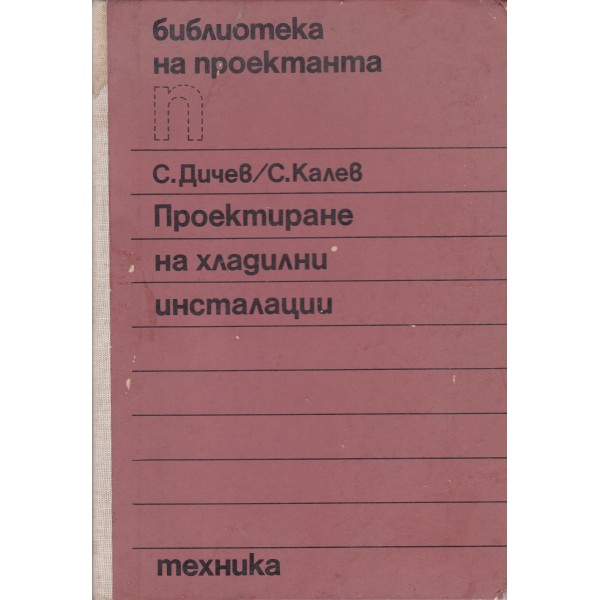 библиотека
на проектанта
п
С.Дичев/С.Калев
Проектиране
на хладилни
инсталации
техника